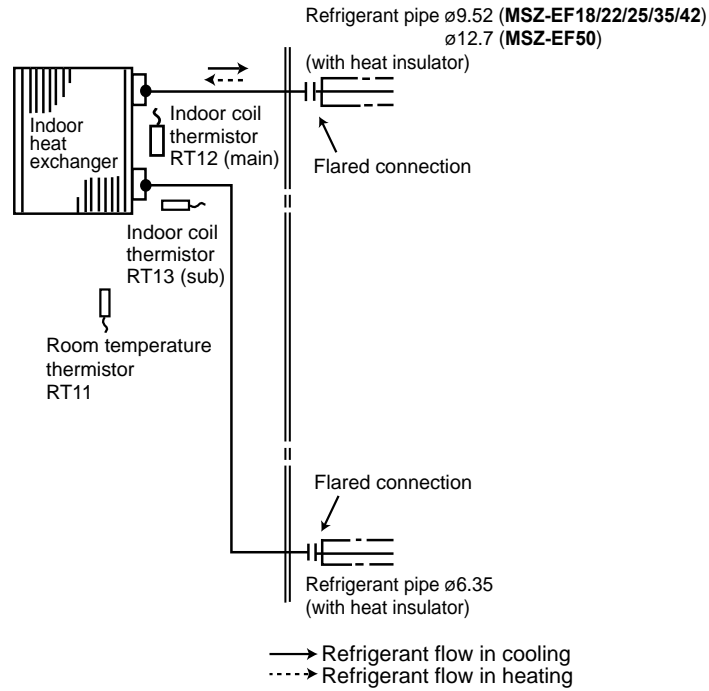 Refrigerant pipe ø9.52 (MSZ-EF18/22/25/35/42)
ø12.7 (MSZ-EF50)
(with heat insulator)
Indoor
heat
exchanger
Indoor coil
thermistor
RT12 (main)
Flared connection
Indoor coil
thermistor
RT13 (sub)
Room temperature
thermistor
RT11
Flared connection
Refrigerant pipe ø6.35
(with heat insulator)
Refrigerant flow in cooling
Refrigerant flow in heating